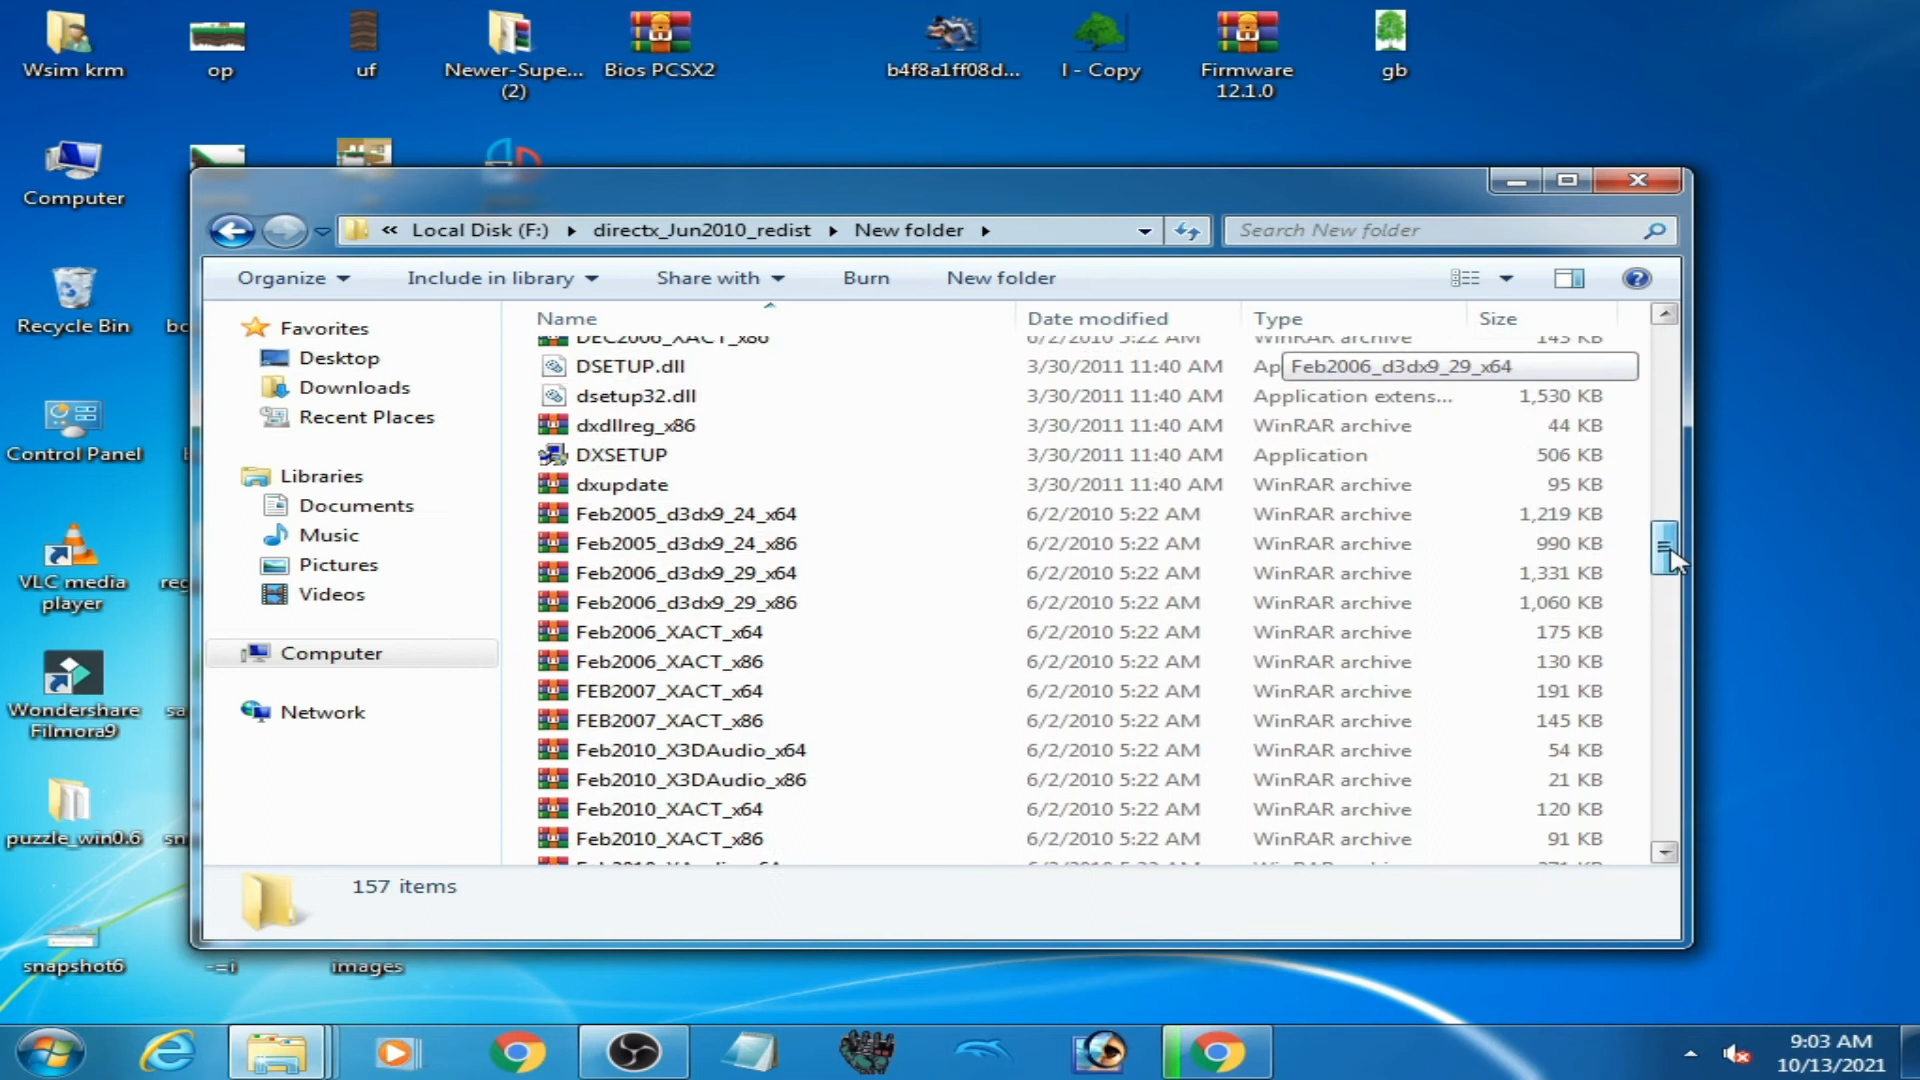 Wsim krm
op
uf
Newer-Supe...
(2)
Bios PCSX2
b4f8a1ff08d...
I - Copy
Firmware
12.1.0
gb
Computer
Recycle Bin
Control Panel
VLC media
player
Wondershare
Filmora9
puzzle_win0.6
snapshot6
-=i
images
« Local Disk (F:) ▸ directx_Jun2010_redist ▸ New folder ▸
Search New folder
Organize
Include in library
Share with
Burn
New folder
Favorites
Desktop
Downloads
Recent Places
Libraries
Documents
Music
Pictures
Videos
Computer
Network
Name Date modified Type Size
DEC2006_XACT_x86 6/2/2010 5:22 AM WinRAR archive 143 KB
DSETUP.dll 3/30/2011 11:40 AM Ap
Feb2006_d3dx9_29_x64
dsetup32.dll 3/30/2011 11:40 AM Application extens... 1,530 KB
dxdllreg_x86 3/30/2011 11:40 AM WinRAR archive 44 KB
DXSETUP 3/30/2011 11:40 AM Application 506 KB
dxupdate 3/30/2011 11:40 AM WinRAR archive 95 KB
Feb2005_d3dx9_24_x64 6/2/2010 5:22 AM WinRAR archive 1,219 KB
Feb2005_d3dx9_24_x86 6/2/2010 5:22 AM WinRAR archive 990 KB
Feb2006_d3dx9_29_x64 6/2/2010 5:22 AM WinRAR archive 1,331 KB
Feb2006_d3dx9_29_x86 6/2/2010 5:22 AM WinRAR archive 1,060 KB
Feb2006_XACT_x64 6/2/2010 5:22 AM WinRAR archive 175 KB
Feb2006_XACT_x86 6/2/2010 5:22 AM WinRAR archive 130 KB
FEB2007_XACT_x64 6/2/2010 5:22 AM WinRAR archive 191 KB
FEB2007_XACT_x86 6/2/2010 5:22 AM WinRAR archive 145 KB
Feb2010_X3DAudio_x64 6/2/2010 5:22 AM WinRAR archive 54 KB
Feb2010_X3DAudio_x86 6/2/2010 5:22 AM WinRAR archive 21 KB
Feb2010_XACT_x64 6/2/2010 5:22 AM WinRAR archive 120 KB
Feb2010_XACT_x86 6/2/2010 5:22 AM WinRAR archive 91 KB
157 items
9:03 AM
10/13/2021